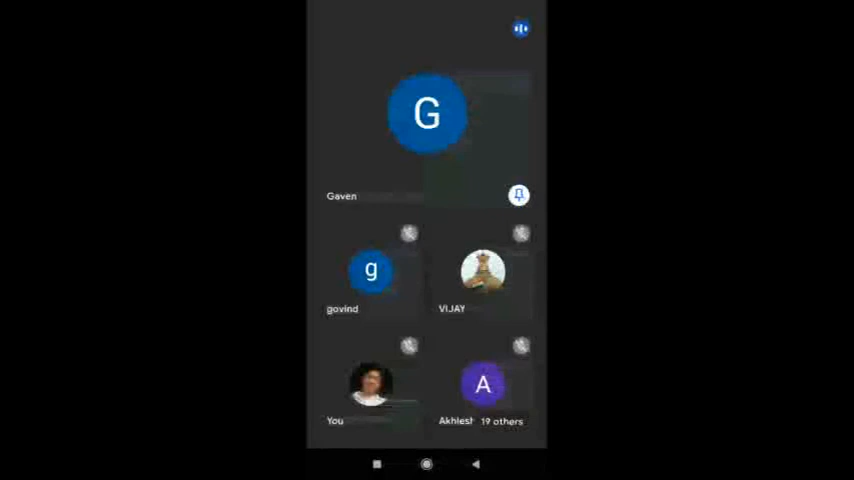 G
Gaven
g
govind
VIJAY
A
You
Akhlesh 19 others